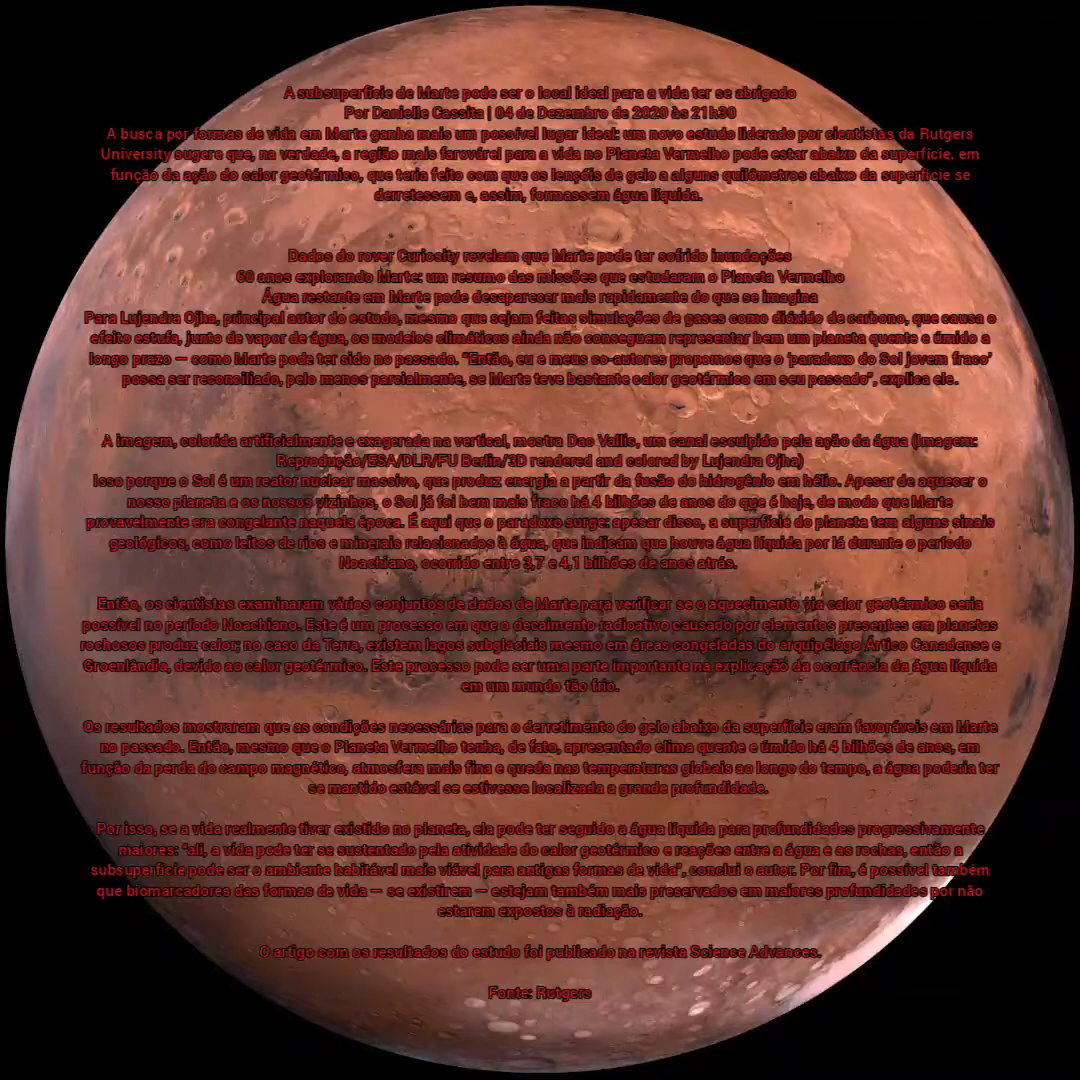 A subsuperfície de Marte pode ser o local ideal para a vida ter se abrigado
Por Danielle Cassita | 04 de Dezembro de 2020 às 21h30
A busca por formas de vida em Marte ganha mais um possível lugar ideal: um novo estudo liderado por cientistas da Rutgers
University sugere que, na verdade, a região mais farovárel para a vida no Planeta Vermelho pode estar abaixo da superfície, em
função da ação do calor geotérmico, que teria feito com que os lençóis de gelo a alguns quilômetros abaixo da superfície se
derretessem e, assim, formassem água líquida.
Dados do rover Curiosity revelam que Marte pode ter sofrido inundações
60 anos explorando Marte: um resumo das missões que estudaram o Planeta Vermelho
Água restante em Marte pode desaparecer mais rapidamente do que se imagina
Para Lujendra Ojha, principal autor do estudo, mesmo que sejam feitas simulações de gases como dióxido de carbono, que causa o
efeito estufa, junto de vapor de água, os modelos climáticos ainda não conseguem representar bem um planeta quente e úmido a
longo prazo — como Marte pode ter sido no passado. "Então, eu e meus co-autores propomos que o 'paradoxo do Sol jovem fraco'
possa ser reconciliado, pelo menos parcialmente, se Marte teve bastante calor geotérmico em seu passado", explica ele.
A imagem, colorida artificialmente e exagerada na vertical, mostra Dao Vallis, um canal esculpido pela ação da água (Imagem:
Reprodução/ESA/DLR/FU Berlin/3D rendered and colored by Lujendra Ojha)
Isso porque o Sol é um reator nuclear massivo, que produz energia a partir da fusão do hidrogênio em hélio. Apesar de aquecer o
nosso planeta e os nossos vizinhos, o Sol já foi bem mais fraco há 4 bilhões de anos do que é hoje, de modo que Marte
provavelmente era congelante naquela época. É aqui que o paradoxo surge: apesar disso, a superfície do planeta tem alguns sinais
geológicos, como leitos de rios e minerais relacionados à água, que indicam que houve água líquida por lá durante o período
Noachiano, ocorrido entre 3,7 e 4,1 bilhões de anos atrás.
Então, os cientistas examinaram vários conjuntos de dados de Marte para verificar se o aquecimento via calor geotérmico seria
possível no período Noachiano. Este é um processo em que o decaimento radioativo causado por elementos presentes em planetas
rochosos produz calor; no caso da Terra, existem lagos subglaciais mesmo em áreas congeladas do arquipélago Ártico Canadense e
Groenlândia, devido ao calor geotérmico. Este processo pode ser uma parte importante na explicação da ocorrência da água líquida
em um mundo tão frio.
Os resultados mostraram que as condições necessárias para o derretimento do gelo abaixo da superfície eram favoráveis em Marte
no passado. Então, mesmo que o Planeta Vermelho tenha, de fato, apresentado clima quente e úmido há 4 bilhões de anos, em
função da perda do campo magnético, atmosfera mais fina e queda nas temperaturas globais ao longo do tempo, a água poderia ter
se mantido estável se estivesse localizada a grande profundidade.
Por isso, se a vida realmente tiver existido no planeta, ela pode ter seguido a água líquida para profundidades progressivamente
maiores: "ali, a vida pode ter se sustentado pela atividade do calor geotérmico e reações entre a água e as rochas, então a
subsuperfície pode ser o ambiente habitável mais viável para antigas formas de vida", conclui o autor. Por fim, é possível também
que biomarcadores das formas de vida — se existirem — estejam também mais preservados em maiores profundidades por não
estarem expostos à radiação.
O artigo com os resultados do estudo foi publicado na revista Science Advances.
Fonte: Rutgers